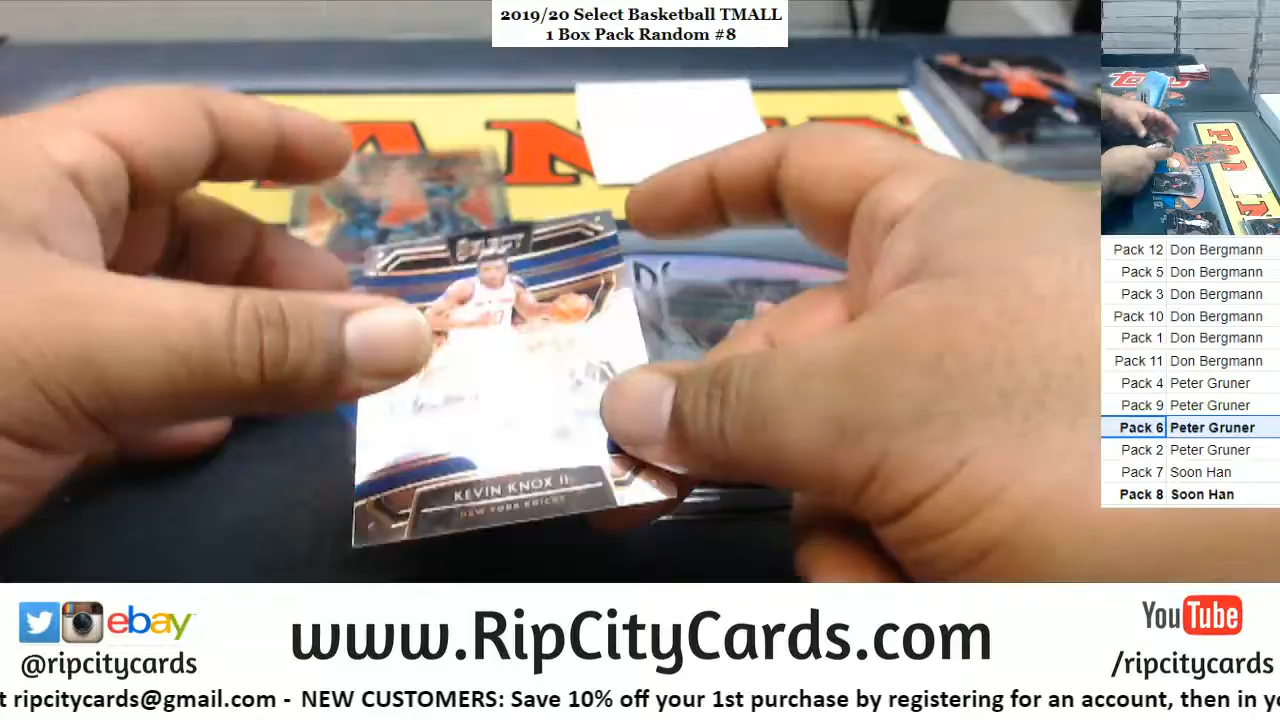 2019/20 Select Basketball TMALL
1 Box Pack Random #8
PANIN
SELECT
KEVIN KNOX II
NEW YORK KNICKS
topps
PANIN
Pack 12 Don Bergmann
Pack 5 Don Bergmann
Pack 3 Don Bergmann
Pack 10 Don Bergmann
Pack 1 Don Bergmann
Pack 11 Don Bergmann
Pack 4 Peter Gruner
Pack 9 Peter Gruner
Pack 6 Peter Gruner
Pack 2 Peter Gruner
Pack 7 Soon Han
Pack 8 Soon Han
ebay
@ripcitycards
www.RipCityCards.com
YouTube
/ripcitycards
t ripcitycards@gmail.com - NEW CUSTOMERS: Save 10% off your 1st purchase by registering for an account, then in yo